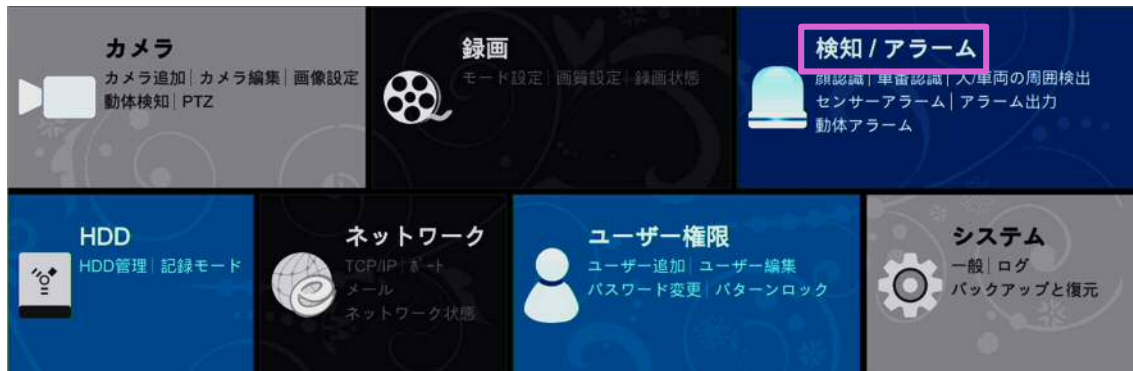 カメラ
カメラ追加 | カメラ編集 | 画像設定
動体検知 | PTZ
録画
モード設定 | 画質設定 | 録画状態
検知 / アラーム
顔認識 | 車番認識 | 人/車両の周囲検出
センサーアラーム | アラーム出力
動体アラーム
HDD
HDD管理 | 記録モード
ネットワーク
TCP/IP | ポート
メール
ネットワーク状態
ユーザー権限
ユーザー追加 | ユーザー編集
パスワード変更 | パターンロック
システム
一般 | ログ
バックアップと復元